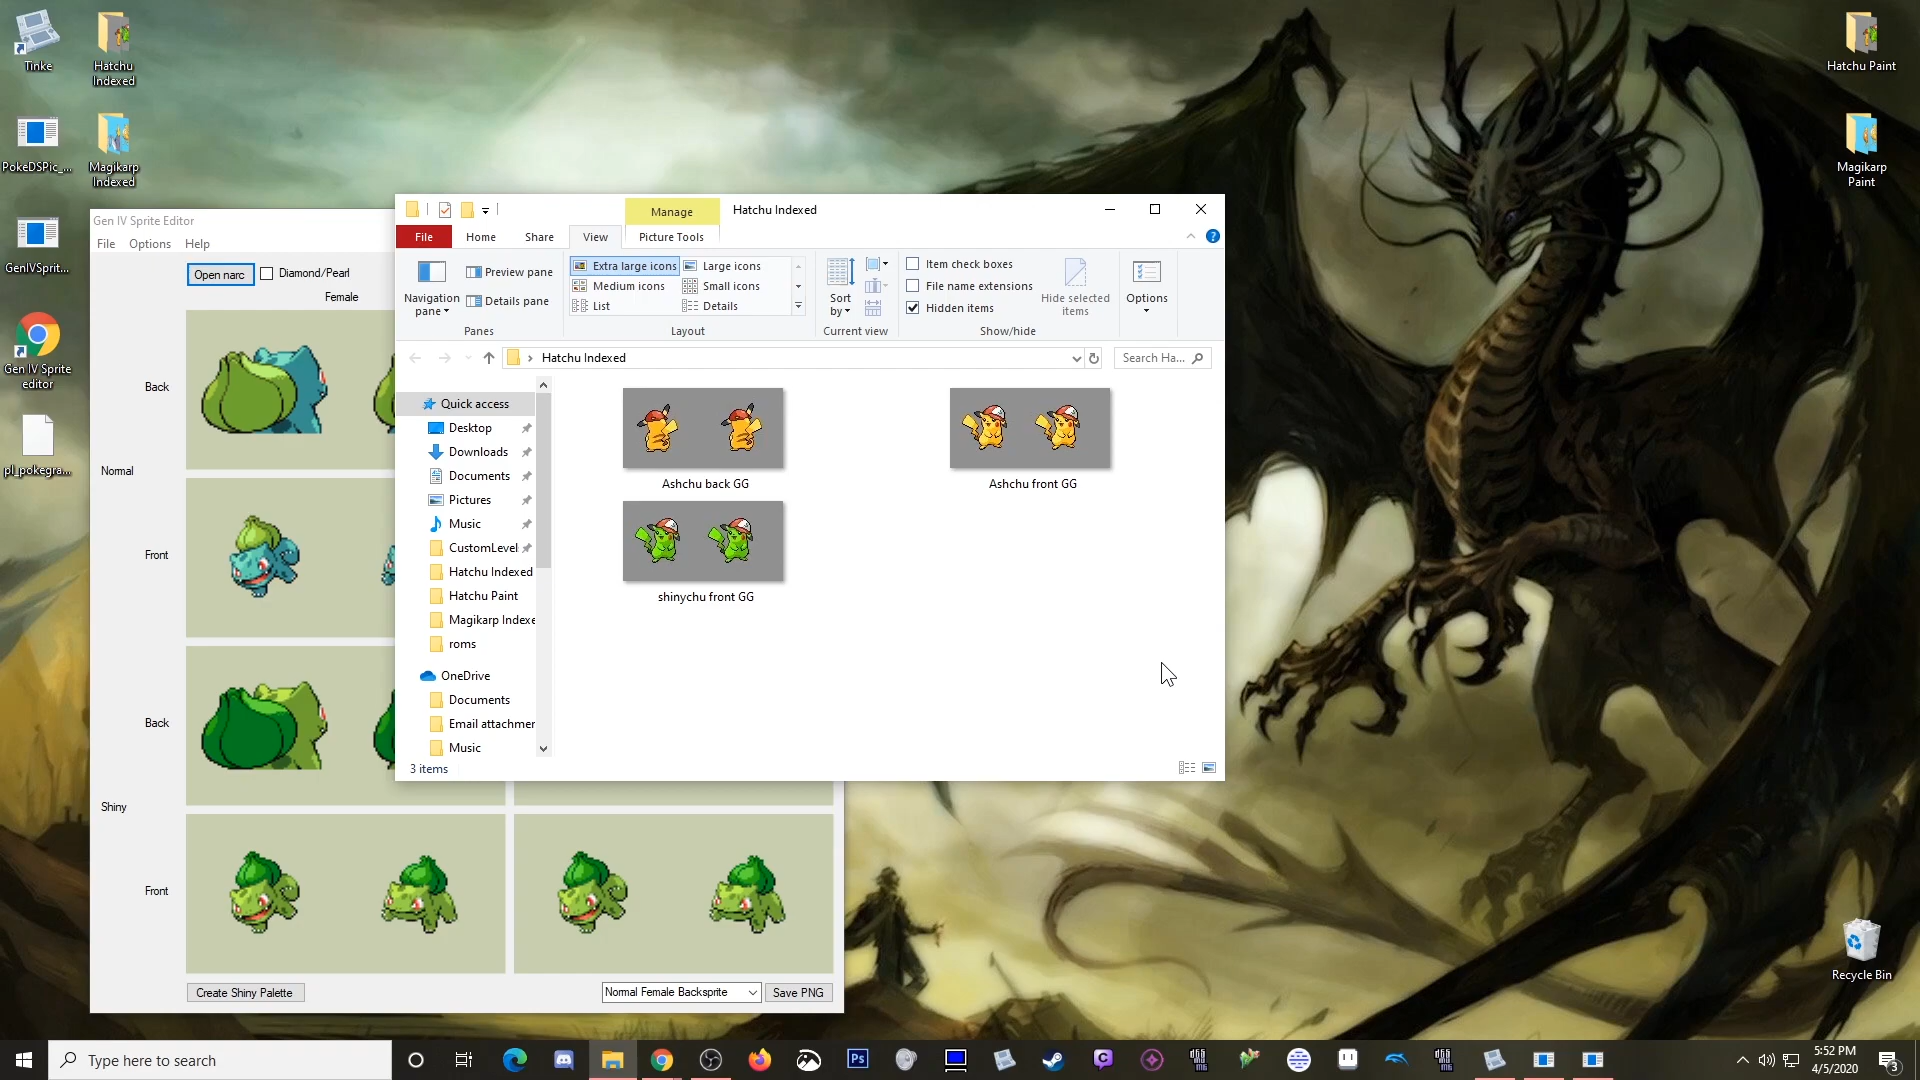 Tinke
Hatchu
Indexed
PokeDSPic_...
Magikarp
Indexed
GenIVSprit...
Gen IV Sprite
editor
pl_pokegra...
Hatchu Paint
Magikarp
Paint
Recycle Bin
Gen IV Sprite Editor
File Options Help
Open narc Diamond/Pearl
Female
Back
Normal
Front
Back
Shiny
Front
Create Shiny Palette Normal Female Backsprite Save PNG
Manage Hatchu Indexed
File Home Share View Picture Tools
Navigation
pane
Preview pane
Details pane
Panes
Extra large icons Large icons
Medium icons Small icons
List Details
Layout
Sort
by
Current view
Item check boxes
File name extensions
Hidden items
Hide selected
items
Show/hide
Options
Hatchu Indexed Search Ha...
Quick access
Desktop
Downloads
Documents
Pictures
Music
CustomLevel
Hatchu Indexed
Hatchu Paint
Magikarp Indexe
roms
OneDrive
Documents
Email attachmer
Music
Ashchu back GG
Ashchu front GG
shinychu front GG
3 items
Type here to search
Ps
5:52 PM
4/5/2020
3